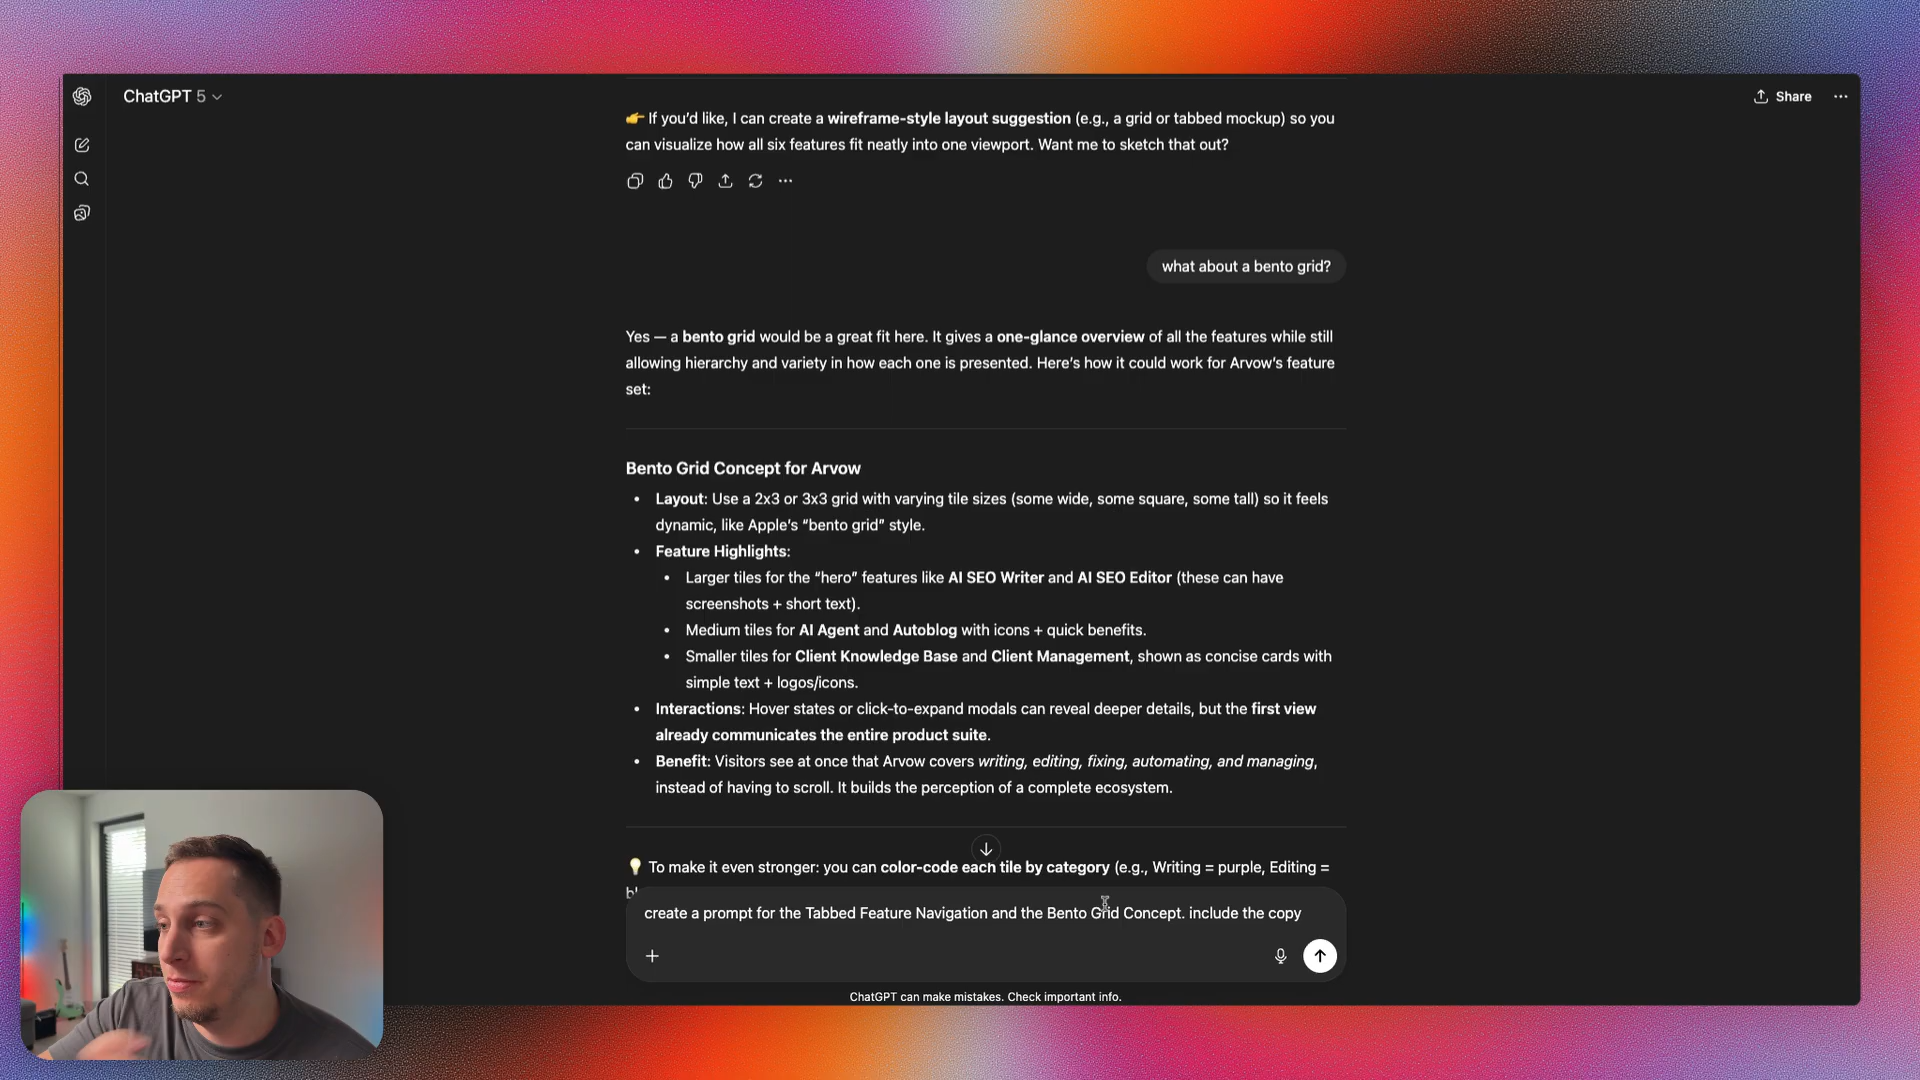 ChatGPT 5
Share
👉 If you’d like, I can create a wireframe-style layout suggestion (e.g., a grid or tabbed mockup) so you
can visualize how all six features fit neatly into one viewport. Want me to sketch that out?
what about a bento grid?
Yes — a bento grid would be a great fit here. It gives a one-glance overview of all the features while still
allowing hierarchy and variety in how each one is presented. Here’s how it could work for Arvow’s feature
set:
Bento Grid Concept for Arvow
• Layout: Use a 2x3 or 3x3 grid with varying tile sizes (some wide, some square, some tall) so it feels
dynamic, like Apple’s “bento grid” style.
• Feature Highlights:
• Larger tiles for the “hero” features like AI SEO Writer and AI SEO Editor (these can have
screenshots + short text).
• Medium tiles for AI Agent and Autoblog with icons + quick benefits.
• Smaller tiles for Client Knowledge Base and Client Management, shown as concise cards with
simple text + logos/icons.
• Interactions: Hover states or click-to-expand modals can reveal deeper details, but the first view
already communicates the entire product suite.
• Benefit: Visitors see at once that Arvow covers writing, editing, fixing, automating, and managing,
instead of having to scroll. It builds the perception of a complete ecosystem.
💡 To make it even stronger: you can color-code each tile by category (e.g., Writing = purple, Editing =
create a prompt for the Tabbed Feature Navigation and the Bento Grid Concept. include the copy
ChatGPT can make mistakes. Check important info.